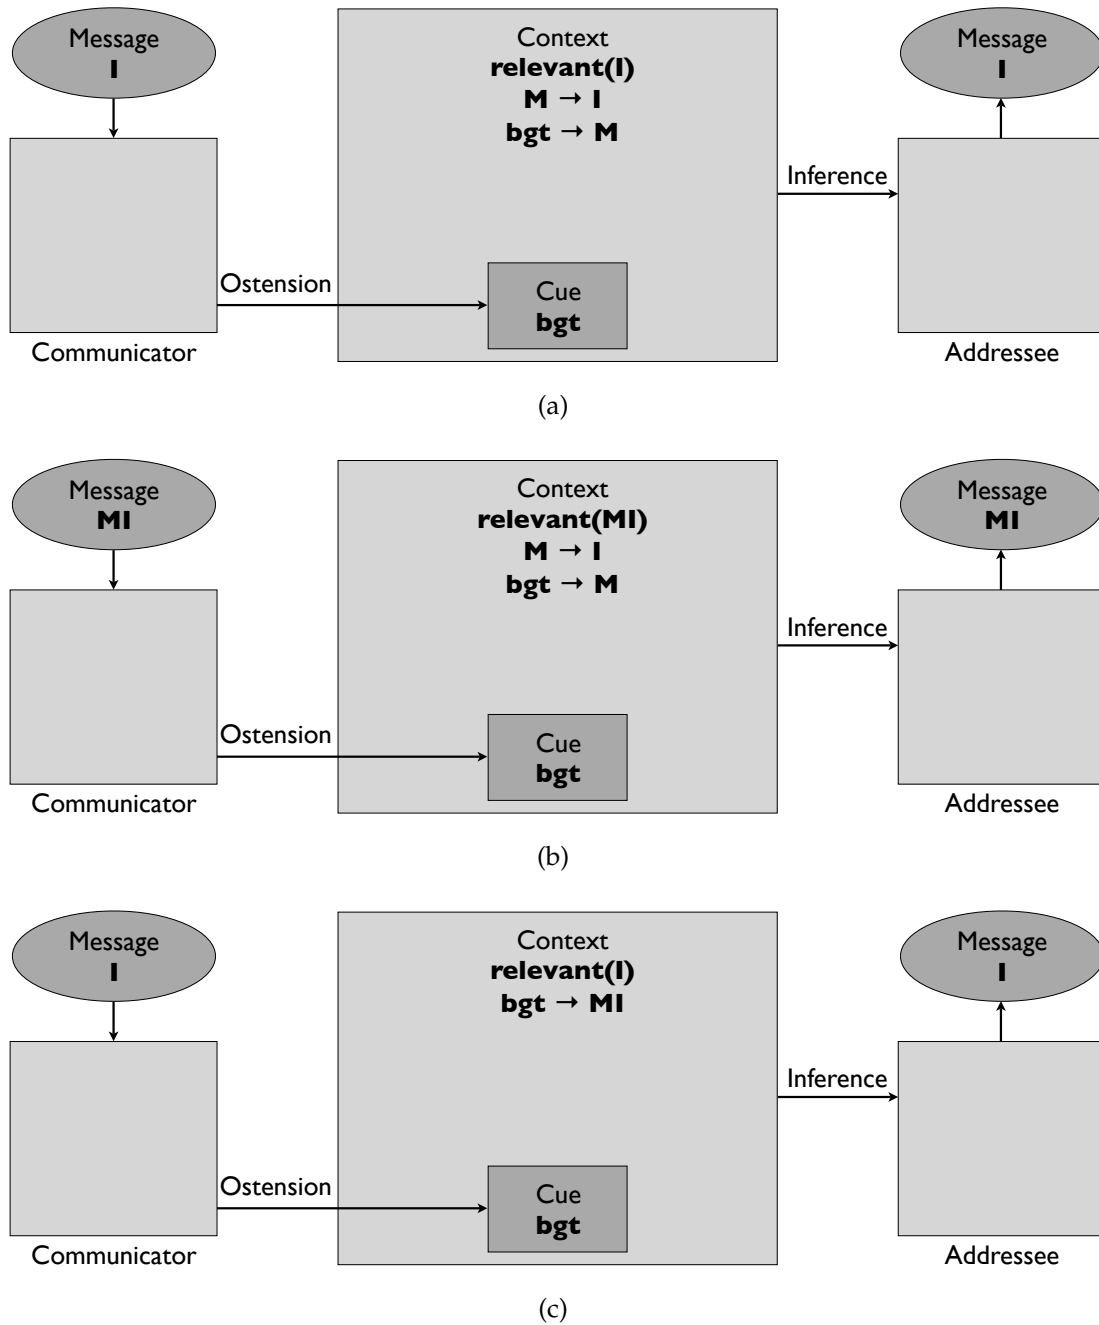 Message
I
Context
relevant(I)
M → I
bgt → M
Message
I
Inference
Ostension
Cue
bgt
Communicator
Addressee
(a)
Message
MI
Context
relevant(MI)
M → I
bgt → M
Message
MI
Inference
Ostension
Cue
bgt
Communicator
Addressee
(b)
Message
I
Context
relevant(I)
bgt → MI
Message
I
Inference
Ostension
Cue
bgt
Communicator
Addressee
(c)